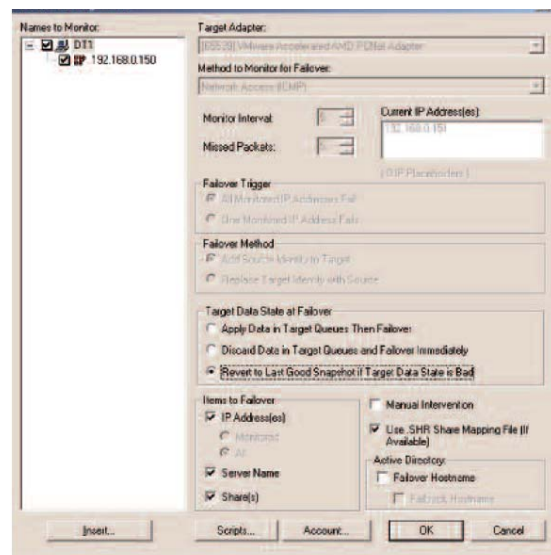 Names to Monitor:
DT1
192.168.0.150
Target Adapter:
VMware Accelerated AMD PCNet Adapter
Method to Monitor for Failover:
Network Access (ICMP)
Monitor Interval:
5
Missed Packets:
5
Current IP Address(es)
192.168.0.151
( 0 IP Placeholders )
Failover Trigger
All Monitored IP Addresses Fail
One Monitored IP Address Fails
Failover Method
Add Source Identity to Target
Replace Target Identity with Source
Target Data State at Failover
Apply Data in Target Queues Then Failover
Discard Data in Target Queues and Failover Immediately
Revert to Last Good Snapshot if Target Data State is Bad
Items to Failover
IP Address(es)
Monitored
All
Server Name
Share(s)
Manual Intervention
Use .SHR Share Mapping File (If
Available)
Active Directory:
Failover Hostname
Failback Hostname
Insert...
Scripts...
Account...
OK
Cancel